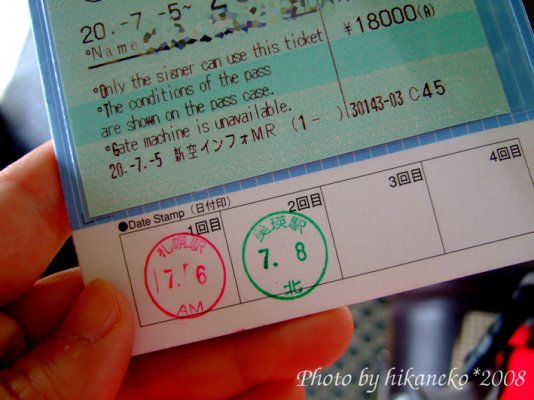 20.-7.-5~
¥18000(A)
°Name
°Only the signer can use this ticket
°The conditions of the pass
are shown on the pass case.
°Gate machine is unavailable.
20.-7.-5 新空インフォMR (1- ) 30143-03 C45
●Date Stamp (日付印)
1回目
2回目
3回目
4回目
札幌駅
7. 6
AM
美瑛駅
7. 8
北
Photo by hikaneko*2008